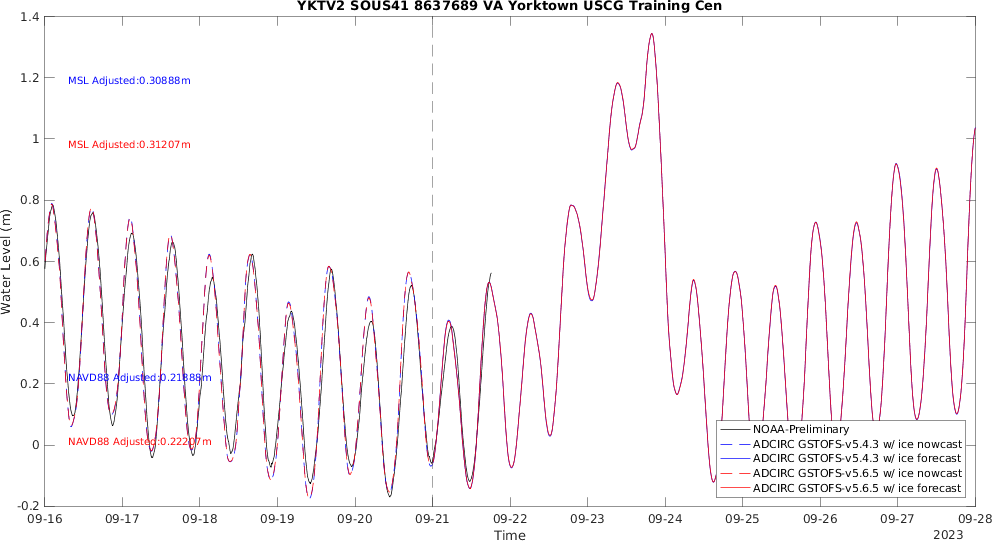 YKTV2 SOUS41 8637689 VA Yorktown USCG Training Cen
1.4
1.2
1
0.8
0.6
0.4
0.2
0
-0.2
Water Level (m)
MSL Adjusted:0.30888m
MSL Adjusted:0.31207m
NAVD88 Adjusted:0.21888m
NAVD88 Adjusted:0.22207m
NOAA-Preliminary
ADCIRC GSTOFS-v5.4.3 w/ ice nowcast
ADCIRC GSTOFS-v5.4.3 w/ ice forecast
ADCIRC GSTOFS-v5.6.5 w/ ice nowcast
ADCIRC GSTOFS-v5.6.5 w/ ice forecast
09-16 09-17 09-18 09-19 09-20 09-21 09-22 09-23 09-24 09-25 09-26 09-27 09-28
Time
2023